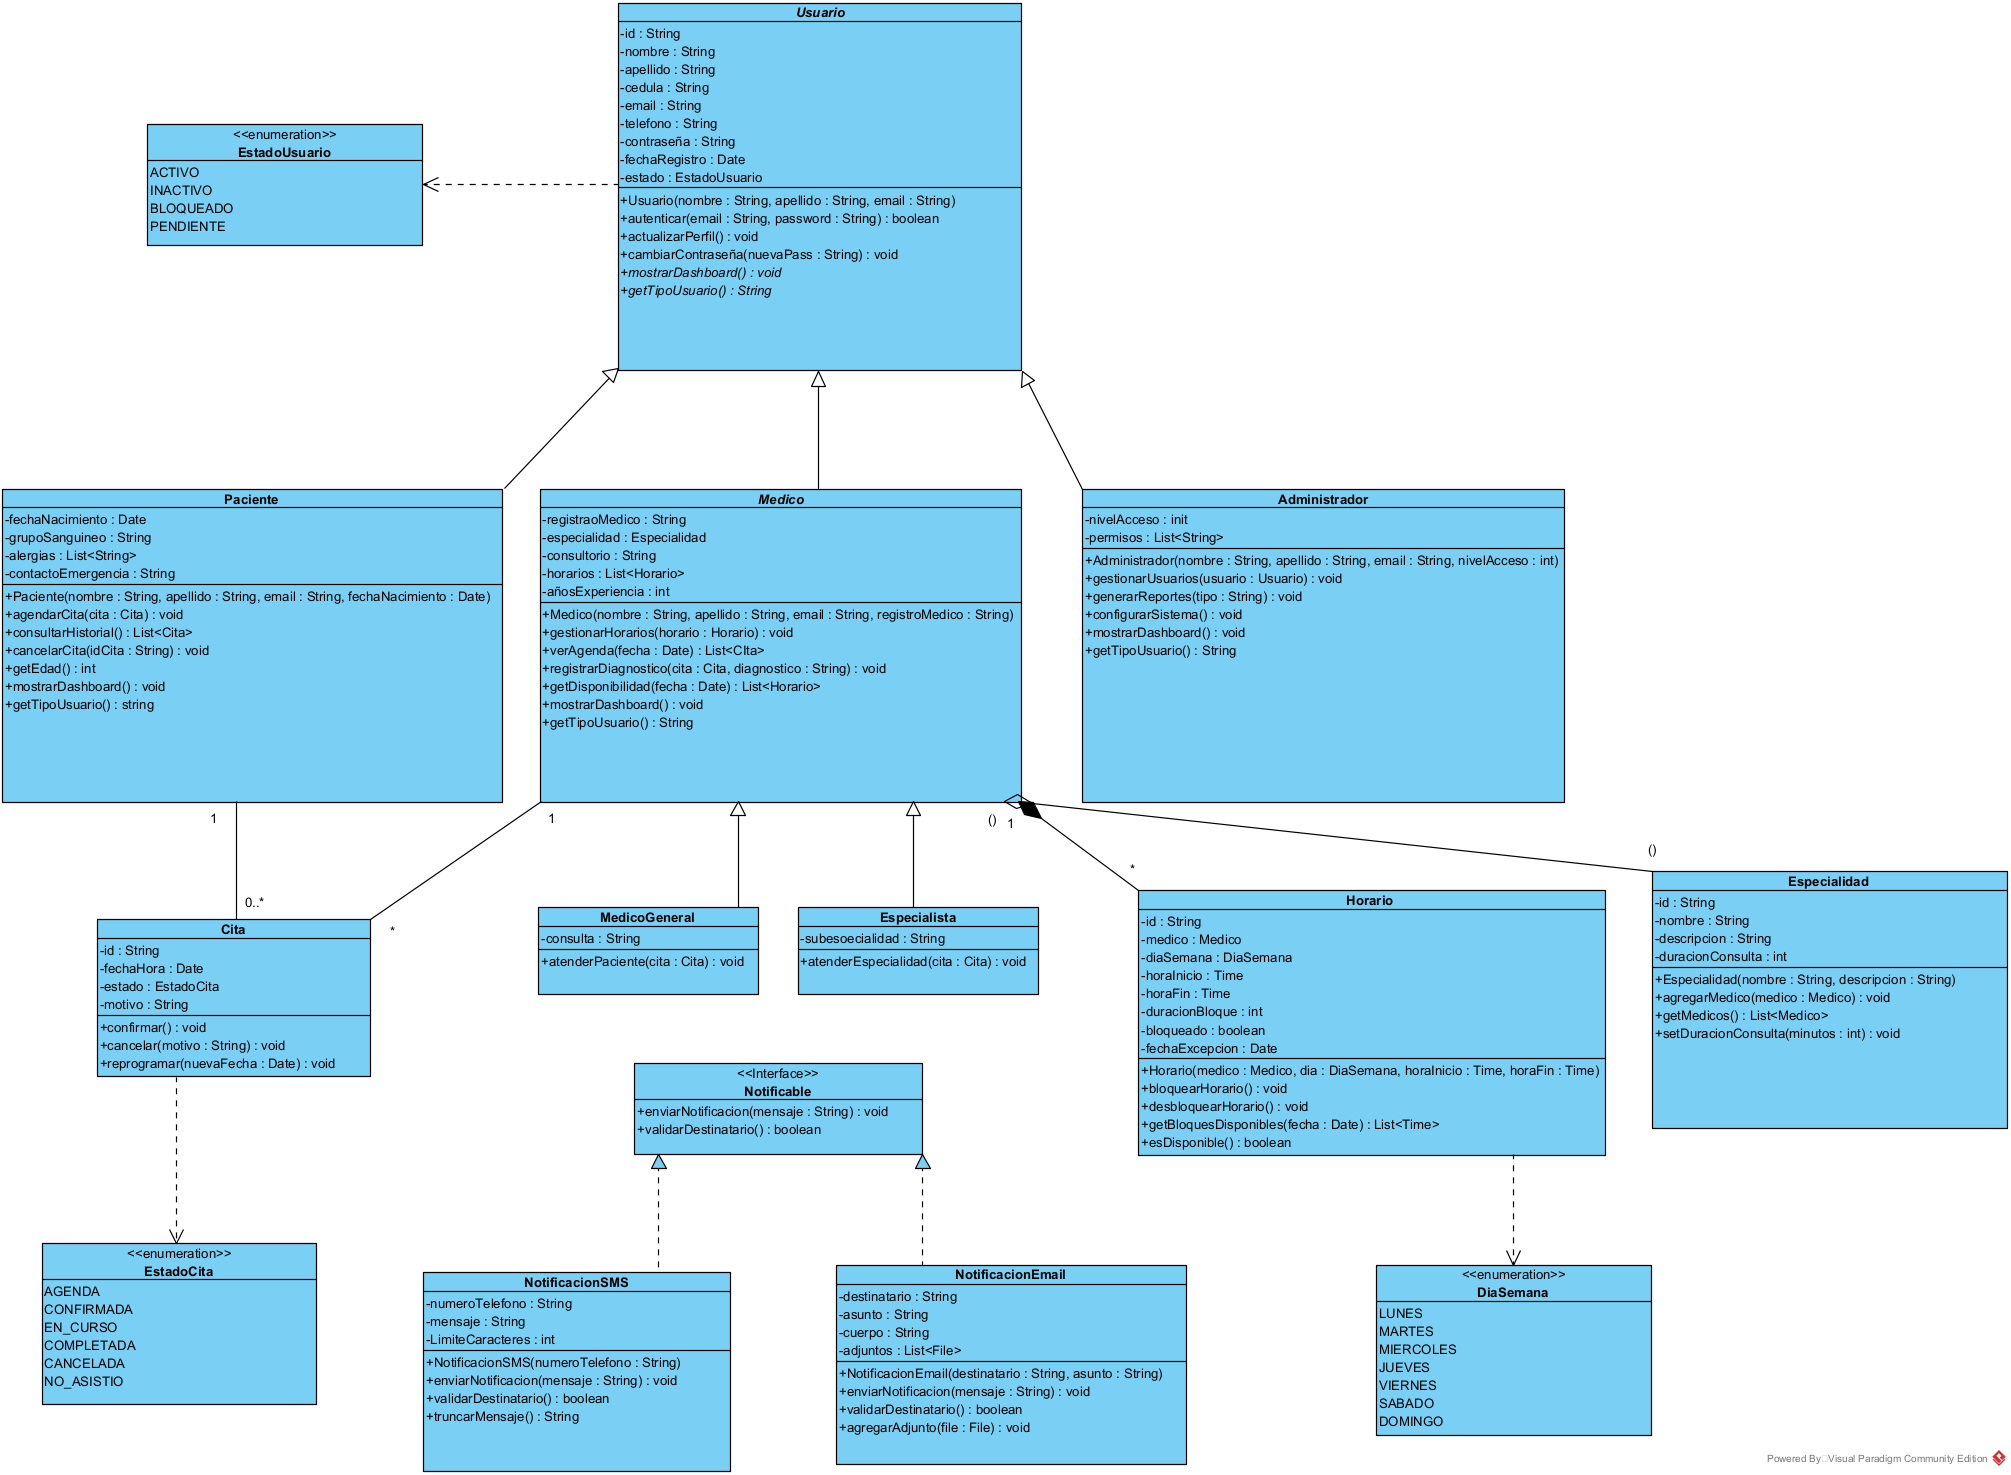 Usuario
-id : String
-nombre : String
-apellido : String
-cedula : String
-email : String
-telefono : String
-contraseña : String
-fechaRegistro : Date
-estado : EstadoUsuario
+Usuario(nombre : String, apellido : String, email : String)
+autenticar(email : String, password : String) : boolean
+actualizarPerfil() : void
+cambiarContraseña(nuevaPass : String) : void
+mostrarDashboard() : void
+getTipoUsuario() : String
<<enumeration>>
EstadoUsuario
ACTIVO
INACTIVO
BLOQUEADO
PENDIENTE
Paciente
-fechaNacimiento : Date
-grupoSanguineo : String
-alergias : List<String>
-contactoEmergencia : String
+Paciente(nombre : String, apellido : String, email : String, fechaNacimiento : Date)
+agendarCita(cita : Cita) : void
+consultarHistorial() : List<Cita>
+cancelarCita(idCita : String) : void
+getEdad() : int
+mostrarDashboard() : void
+getTipoUsuario() : string
Medico
-registraoMedico : String
-especialidad : Especialidad
-consultorio : String
-horarios : List<Horario>
-añosExperiencia : int
+Medico(nombre : String, apellido : String, email : String, registroMedico : String)
+gestionarHorarios(horario : Horario) : void
+verAgenda(fecha : Date) : List<CIta>
+registrarDiagnostico(cita : Cita, diagnostico : String) : void
+getDisponibilidad(fecha : Date) : List<Horario>
+mostrarDashboard() : void
+getTipoUsuario() : String
Administrador
-nivelAcceso : init
-permisos : List<String>
+Administrador(nombre : String, apellido : String, email : String, nivelAcceso : int)
+gestionarUsuarios(usuario : Usuario) : void
+generarReportes(tipo : String) : void
+configurarSistema() : void
+mostrarDashboard() : void
+getTipoUsuario() : String
1
1
() 1
*
()
0..*
*
Cita
-id : String
-fechaHora : Date
-estado : EstadoCita
-motivo : String
+confirmar() : void
+cancelar(motivo : String) : void
+reprogramar(nuevaFecha : Date) : void
MedicoGeneral
-consulta : String
+atenderPaciente(cita : Cita) : void
Especialista
-subesoecialidad : String
+atenderEspecialidad(cita : Cita) : void
Horario
-id : String
-medico : Medico
-diaSemana : DiaSemana
-horaInicio : Time
-horaFin : Time
-duracionBloque : int
-bloqueado : boolean
-fechaExcepcion : Date
+Horario(medico : Medico, dia : DiaSemana, horaInicio : Time, horaFin : Time)
+bloquearHorario() : void
+desbloquearHorario() : void
+getBloquesDisponibles(fecha : Date) : List<Time>
+esDisponible() : boolean
Especialidad
-id : String
-nombre : String
-descripcion : String
-duracionConsulta : int
+Especialidad(nombre : String, descripcion : String)
+agregarMedico(medico : Medico) : void
+getMedicos() : List<Medico>
+setDuracionConsulta(minutos : int) : void
<<Interface>>
Notificable
+enviarNotificacion(mensaje : String) : void
+validarDestinatario() : boolean
<<enumeration>>
EstadoCita
AGENDA
CONFIRMADA
EN_CURSO
COMPLETADA
CANCELADA
NO_ASISTIO
NotificacionSMS
-numeroTelefono : String
-mensaje : String
-LimiteCaracteres : int
+NotificacionSMS(numeroTelefono : String)
+enviarNotificacion(mensaje : String) : void
+validarDestinatario() : boolean
+truncarMensaje() : String
NotificacionEmail
-destinatario : String
-asunto : String
-cuerpo : String
-adjuntos : List<File>
+NotificacionEmail(destinatario : String, asunto : String)
+enviarNotificacion(mensaje : String) : void
+validarDestinatario() : boolean
+agregarAdjunto(file : File) : void
<<enumeration>>
DiaSemana
LUNES
MARTES
MIERCOLES
JUEVES
VIERNES
SABADO
DOMINGO
Powered By Visual Paradigm Community Edition